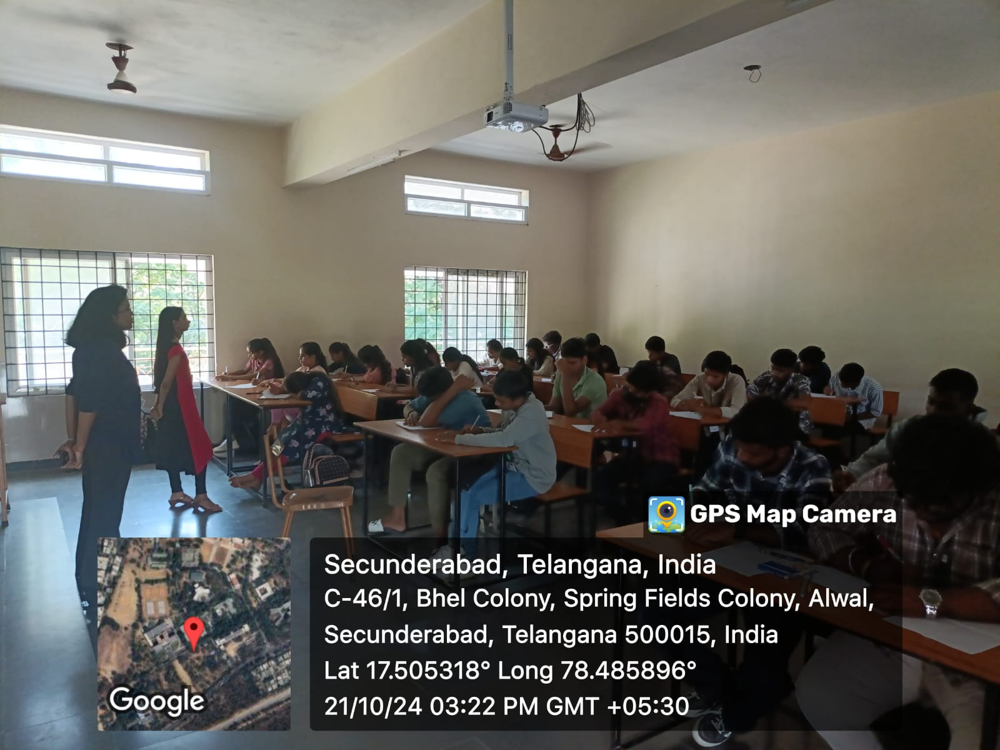 GPS Map Camera
Secunderabad, Telangana, India
C-46/1, Bhel Colony, Spring Fields Colony, Alwal,
Secunderabad, Telangana 500015, India
Lat 17.505318° Long 78.485896°
21/10/24 03:22 PM GMT +05:30
Google